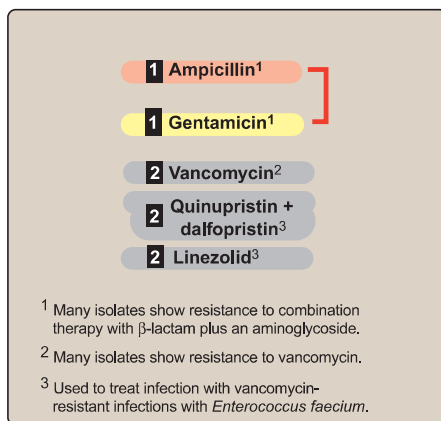 1 Ampicillin¹
1 Gentamicin¹
2 Vancomycin²
2 Quinupristin +
dalfopristin³
2 Linezolid³
¹ Many isolates show resistance to combination
therapy with β-lactam plus an aminoglycoside.
² Many isolates show resistance to vancomycin.
³ Used to treat infection with vancomycin-
resistant infections with Enterococcus faecium.